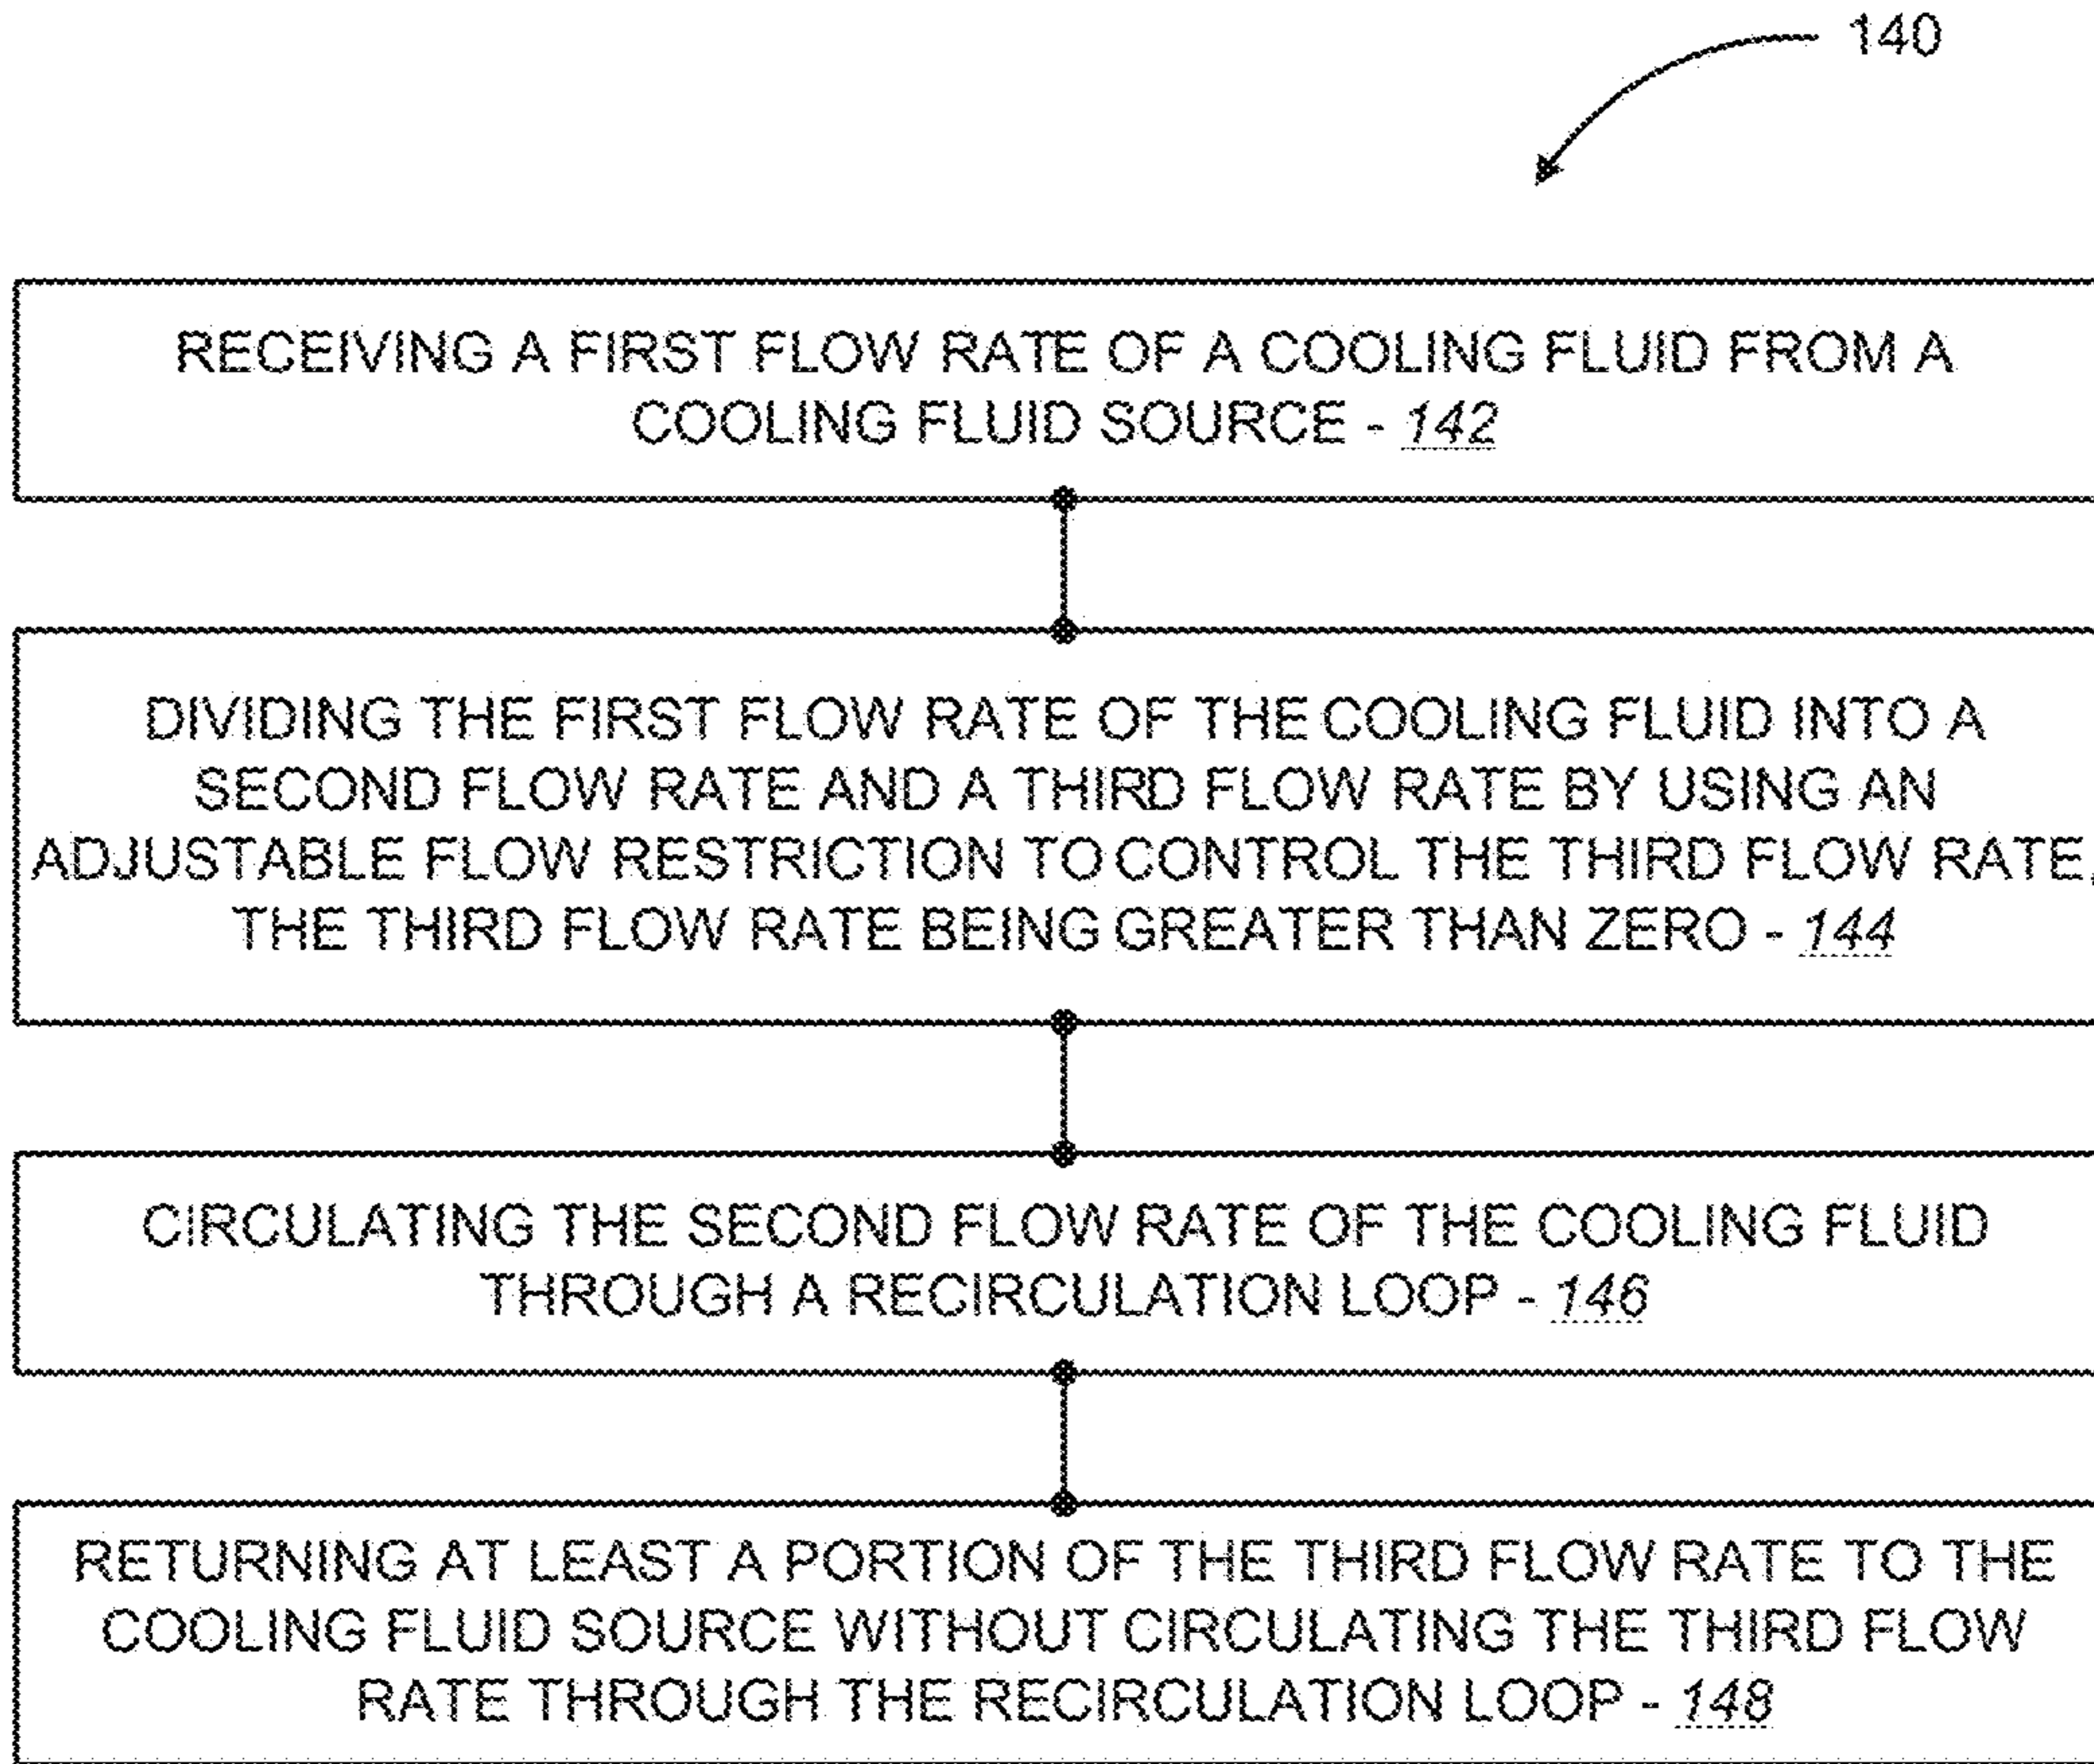 140
RECEIVING A FIRST FLOW RATE OF A COOLING FLUID FROM A
COOLING FLUID SOURCE - 142
DIVIDING THE FIRST FLOW RATE OF THE COOLING FLUID INTO A
SECOND FLOW RATE AND A THIRD FLOW RATE BY USING AN
ADJUSTABLE FLOW RESTRICTION TO CONTROL THE THIRD FLOW RATE,
THE THIRD FLOW RATE BEING GREATER THAN ZERO - 144
CIRCULATING THE SECOND FLOW RATE OF THE COOLING FLUID
THROUGH A RECIRCULATION LOOP - 146
RETURNING AT LEAST A PORTION OF THE THIRD FLOW RATE TO THE
COOLING FLUID SOURCE WITHOUT CIRCULATING THE THIRD FLOW
RATE THROUGH THE RECIRCULATION LOOP - 148